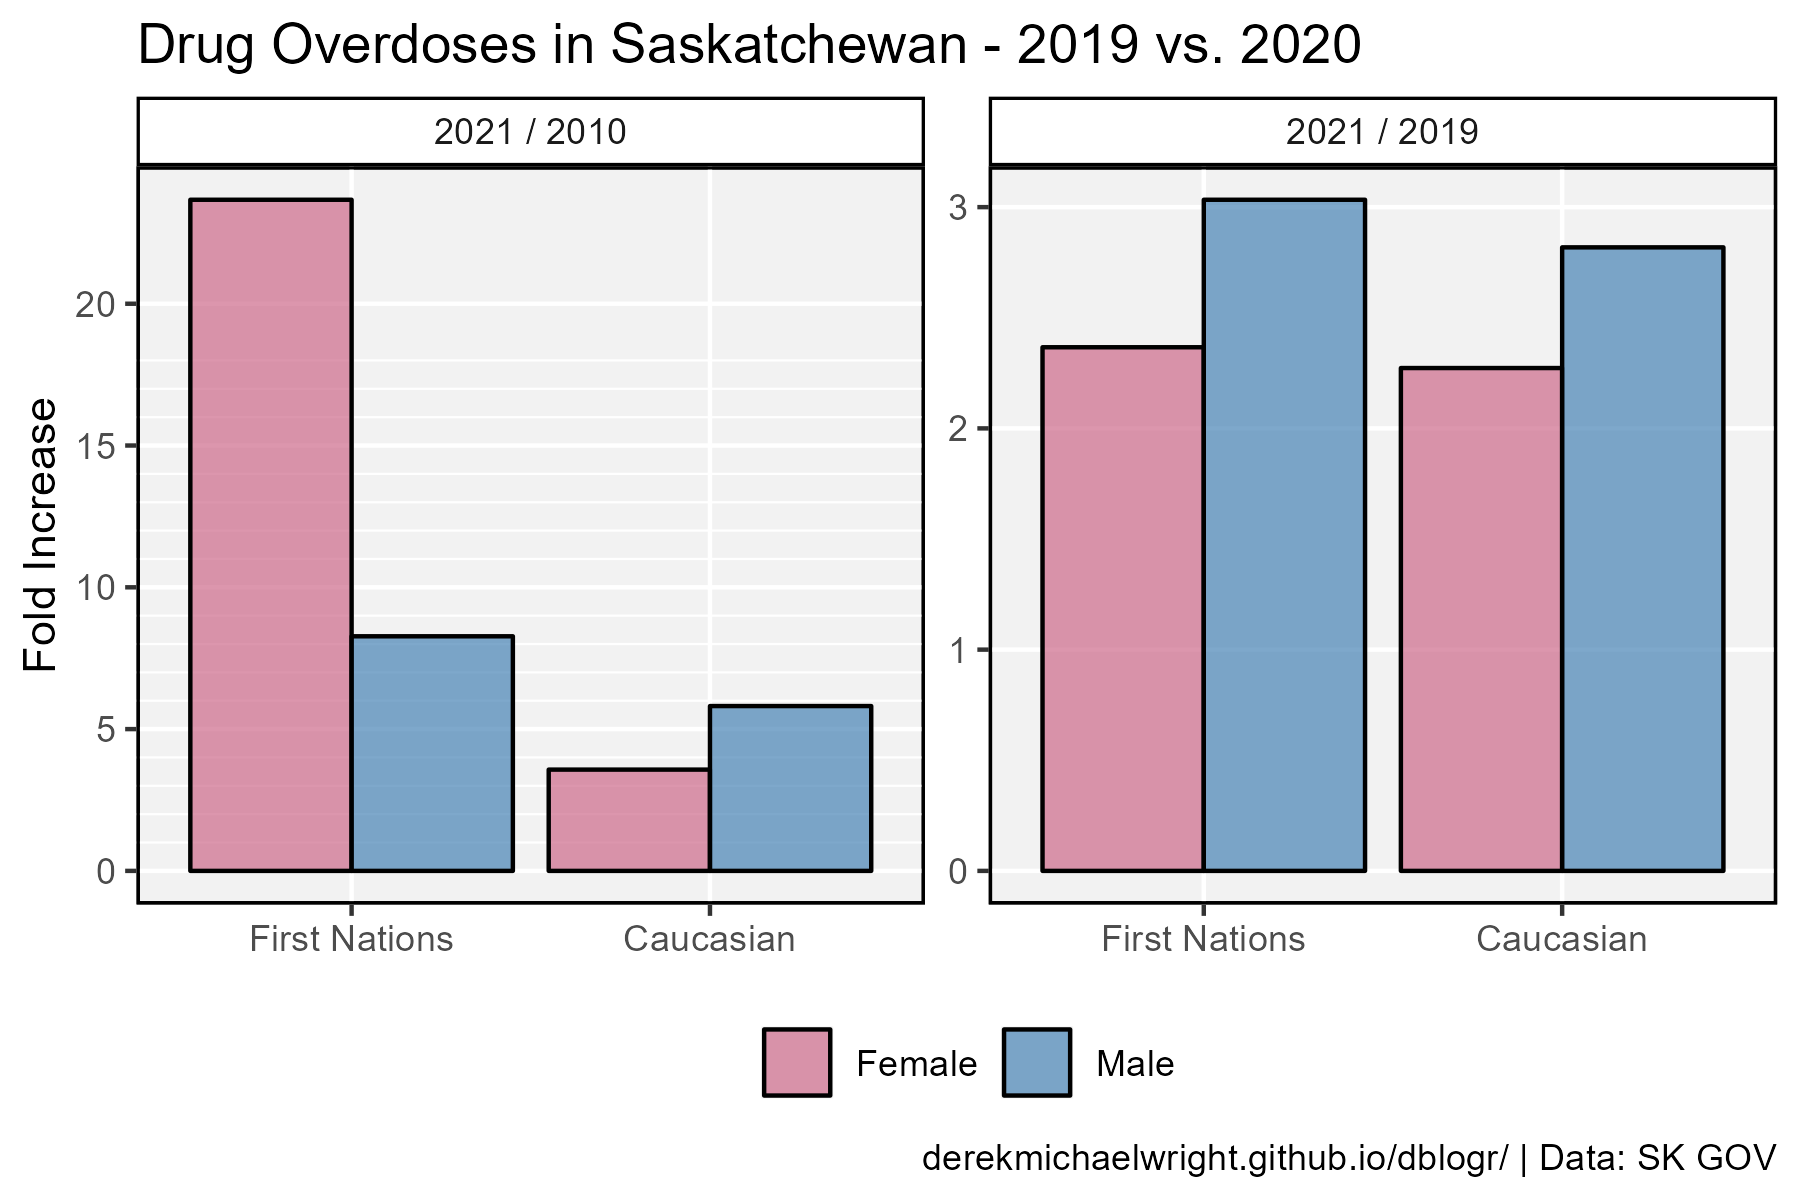 Drug Overdoses in Saskatchewan - 2019 vs. 2020
2021 / 2010
2021 / 2019
Fold Increase
20
15
10
5
0
3
2
1
0
First Nations
Caucasian
First Nations
Caucasian
Female
Male
derekmichaelwright.github.io/dblogr/ | Data: SK GOV